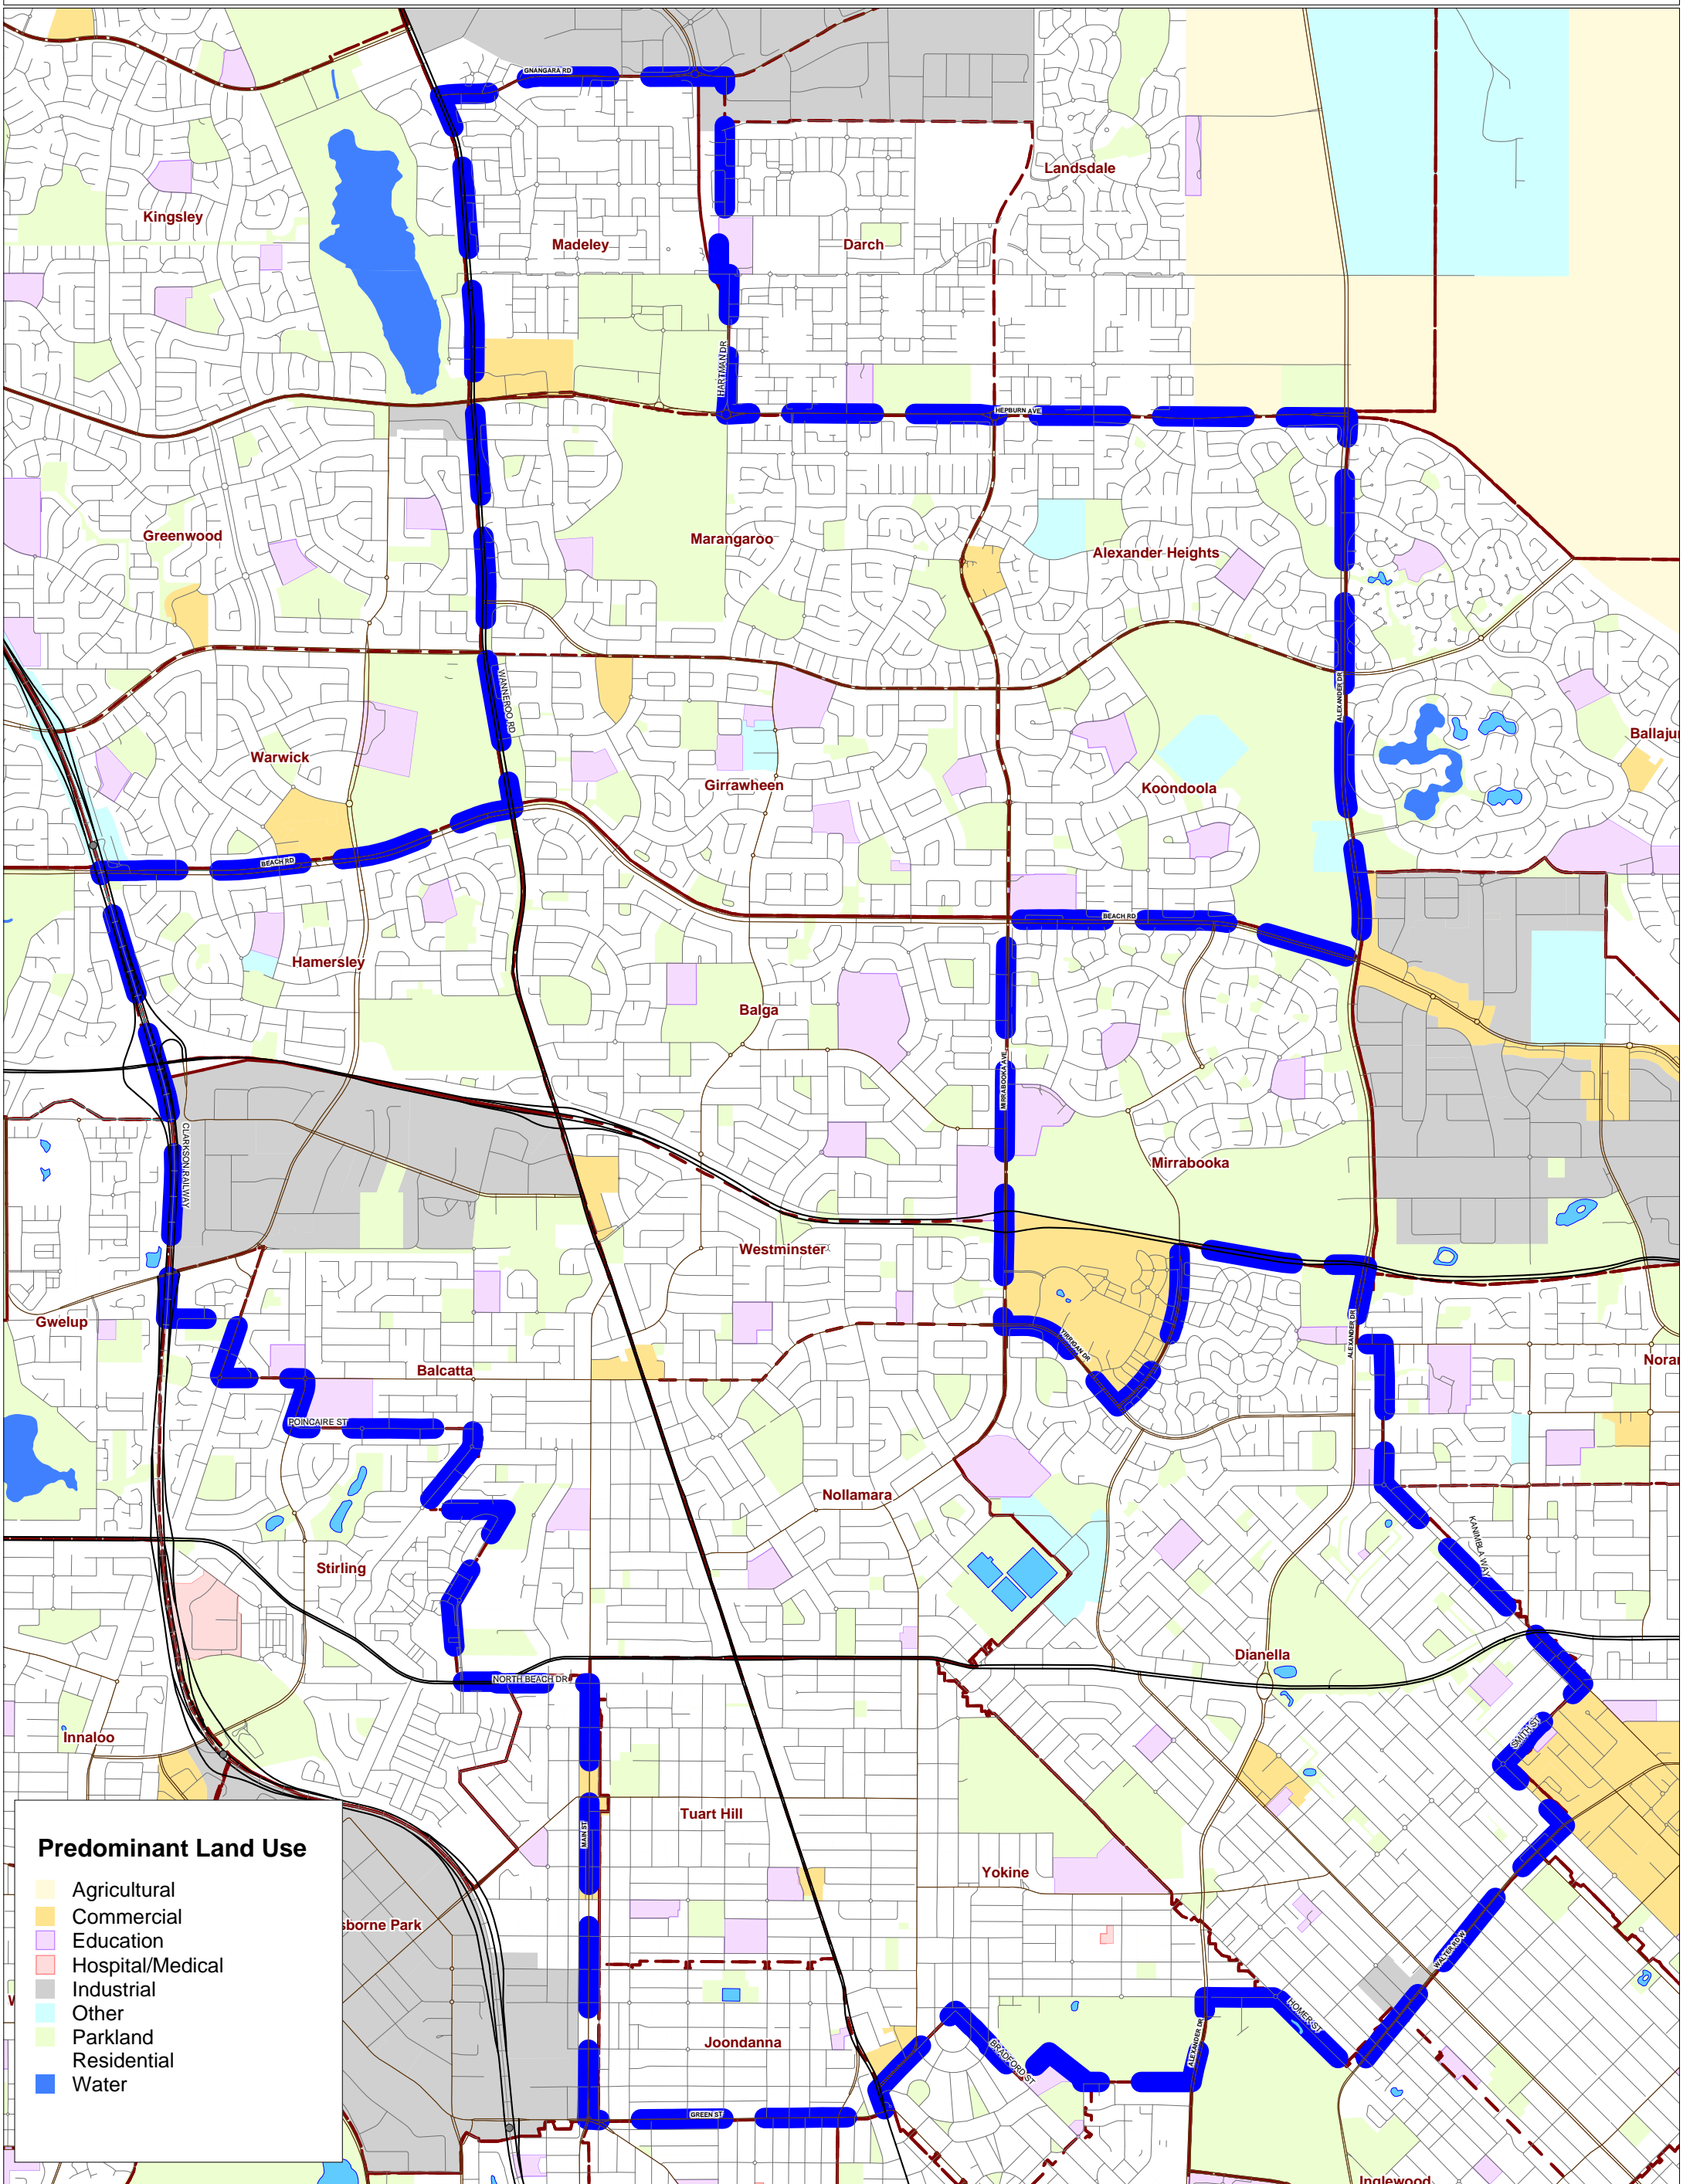 GNANGARA RD
Landsdale
Kingsley
Madeley
Darch
HARTMAN DR
HEPBURN AVE
Greenwood
Marangaroo
Alexander Heights
WANNEROO RD
ALEXANDER DR
Ballaju
Warwick
Girrawheen
Koondoola
BEACH RD
BEACH RD
Hamersley
Balga
MIRRABOOKA AVE
CLARKSON RAILWAY
Mirrabooka
Westminster
Gwelup
ALEXANDER DR
YIRRIGAN DR
Balcatta
Noran
POINCAIRE ST
Nollamara
KANIMBLA WAY
Stirling
Dianella
NORTH BEACH DR
SMITH ST
Innaloo
Tuart Hill
MAIN ST
Predominant Land Use
Agricultural
Commercial
Education
Hospital/Medical
Industrial
Other
Parkland
Residential
Water
Yokine
sborne Park
WALTER RD W
W
HOMER ST
Joondanna
BRADFORD ST
ALEXANDER DR
GREEN ST
Inglewood